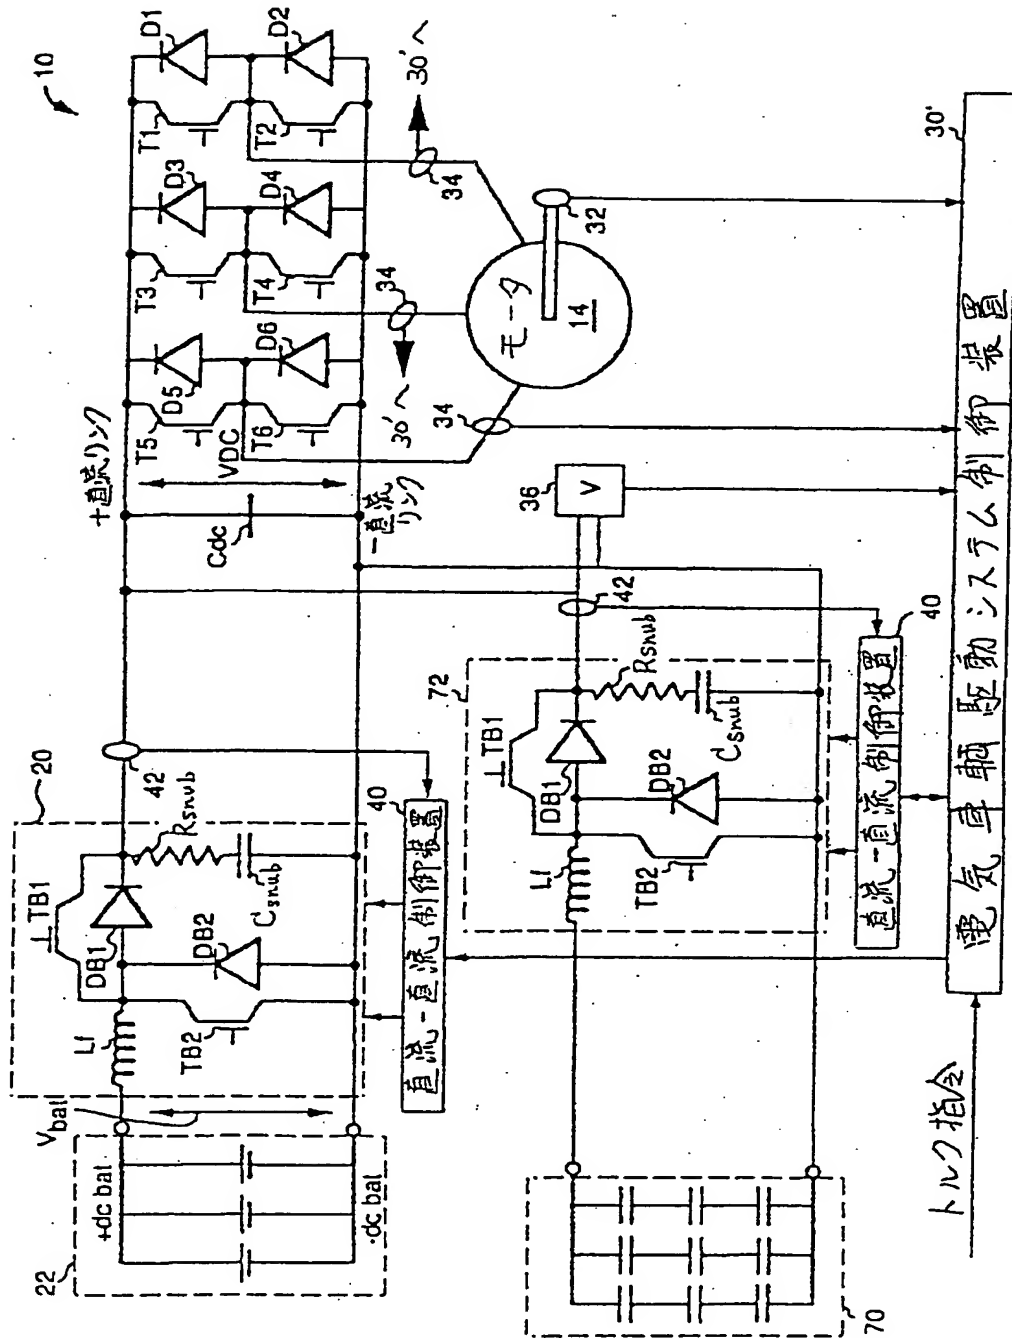 10
+直流リンク
VDC
Cdc
-直流
リンク
T5
D5
T6
D6
T3
D3
T4
D4
T1
D1
T2
D2
30'へ
30'へ
34
34
34
モータ
14
32
36
V
20
TB1
DB1
Lf
TB2
DB2
Rsnub
Csnub
42
40
直流-直流制御装置
Vbat
22
+dc bat
-dc bat
72
TB1
DB1
Lf
TB2
DB2
Rsnub
Csnub
42
40
直流-直流制御装置
70
30'
電気車輌駆動システム制御装置
トルク指令